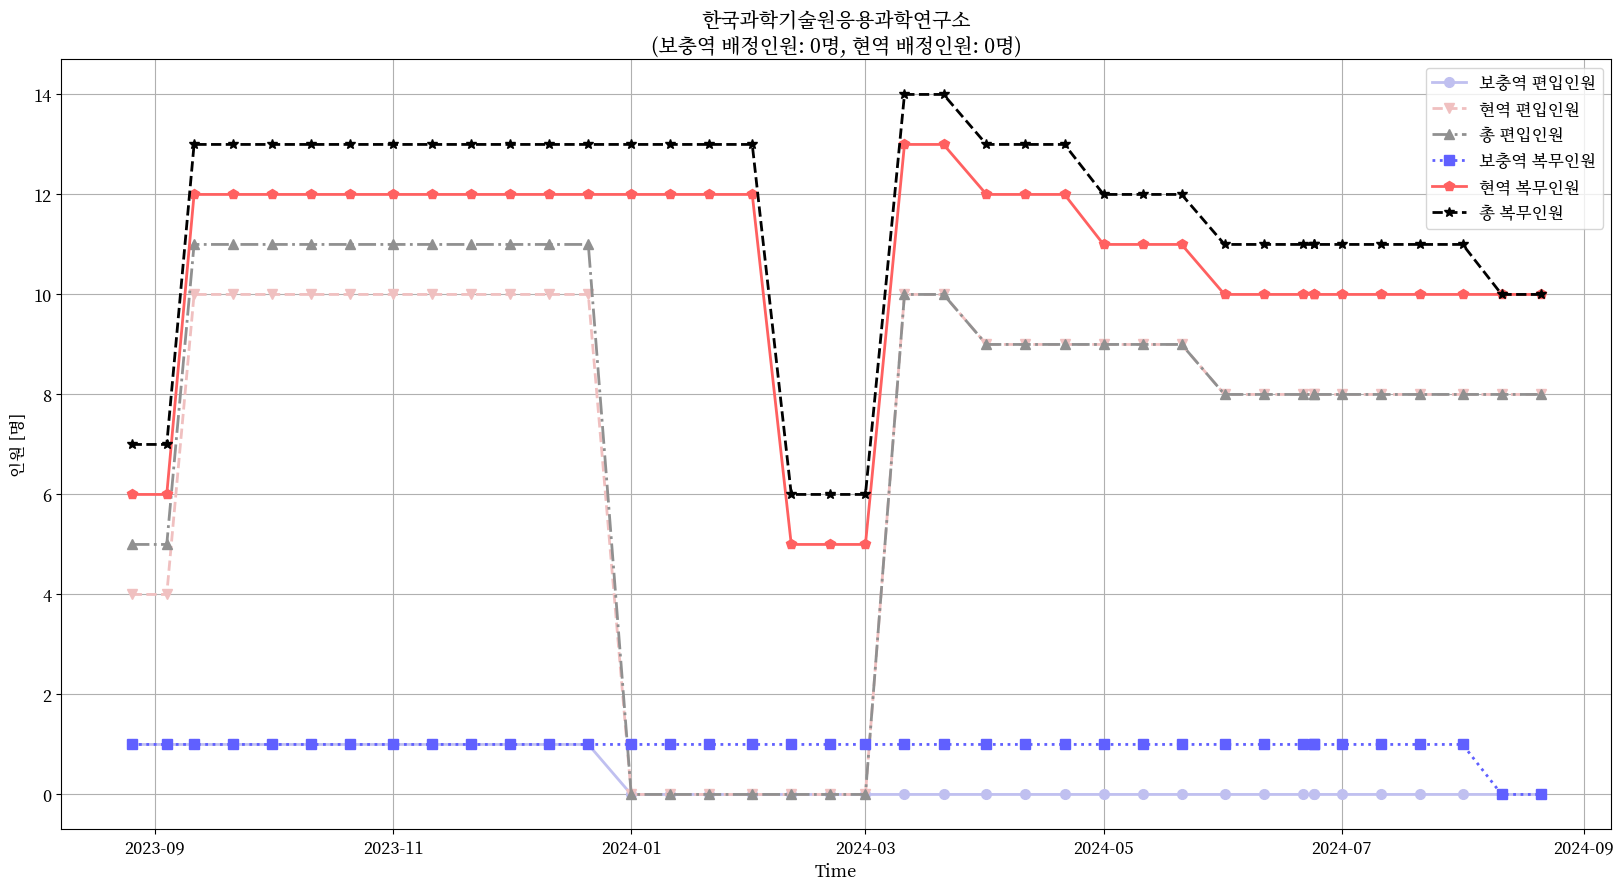 한국과학기술원응용과학연구소
(보충역 배정인원: 0명, 현역 배정인원: 0명)
보충역 편입인원
현역 편입인원
총 편입인원
보충역 복무인원
현역 복무인원
총 복무인원
인원 [명]
14
12
10
8
6
4
2
0
2023-09 2023-11 2024-01 2024-03 2024-05 2024-07 2024-09
Time